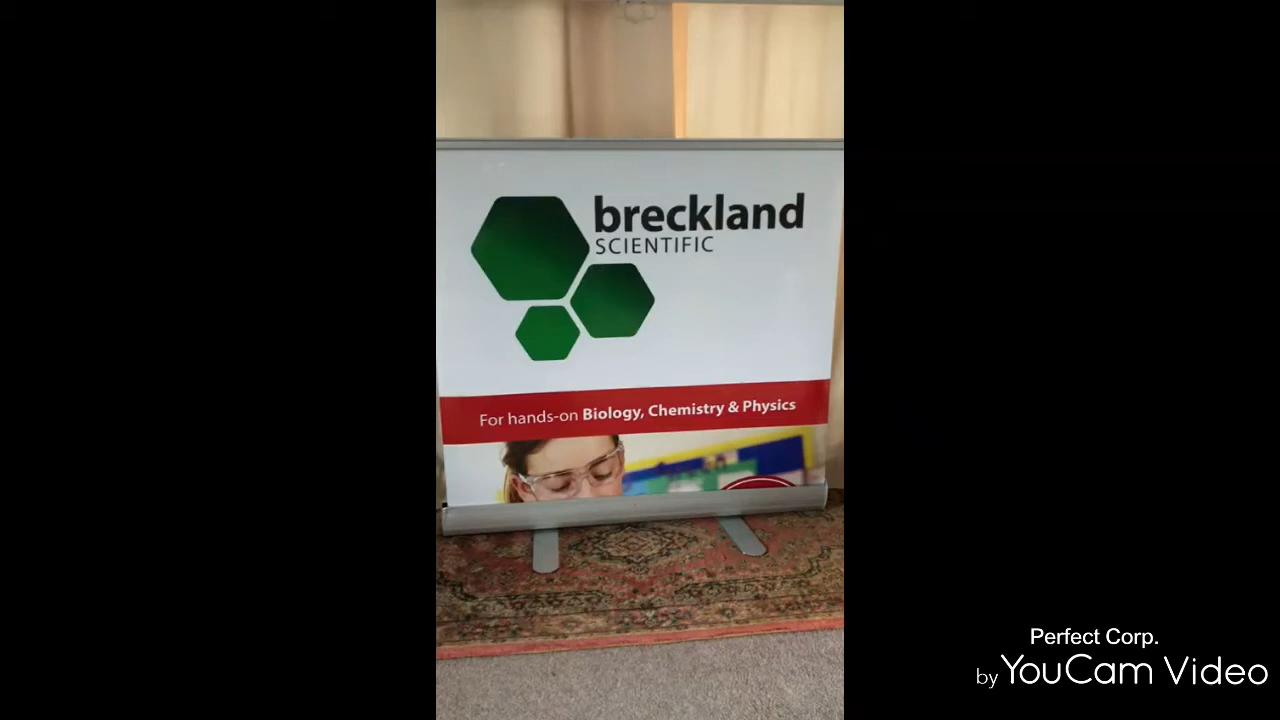 breckland
SCIENTIFIC
For hands-on Biology, Chemistry & Physics
Perfect Corp.
by YouCam Video